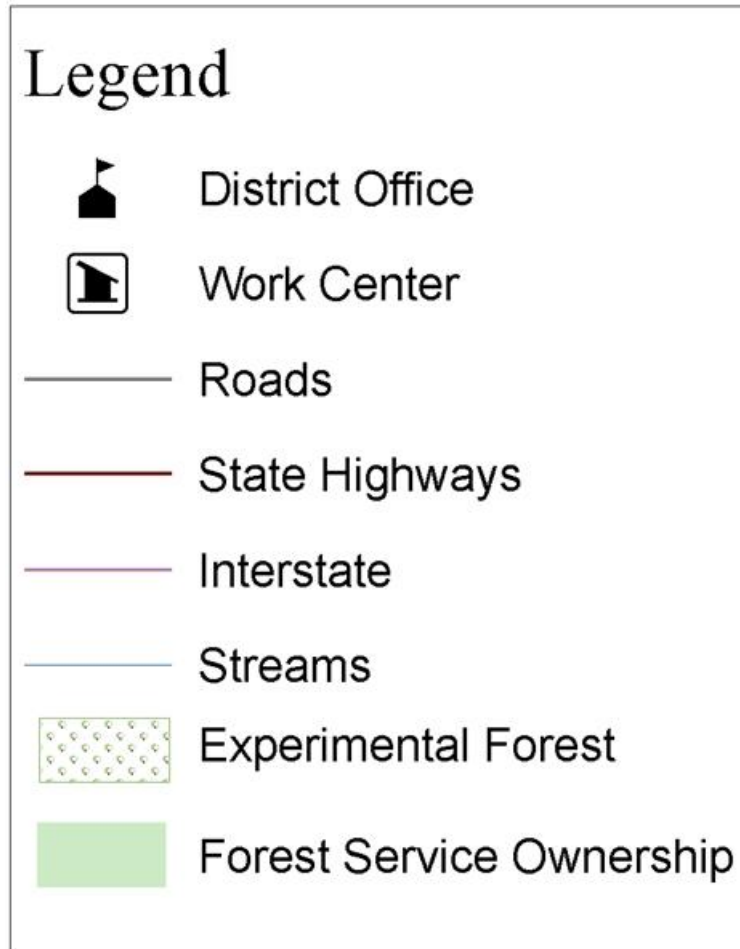 Legend
District Office
Work Center
Roads
State Highways
Interstate
Streams
Experimental Forest
Forest Service Ownership